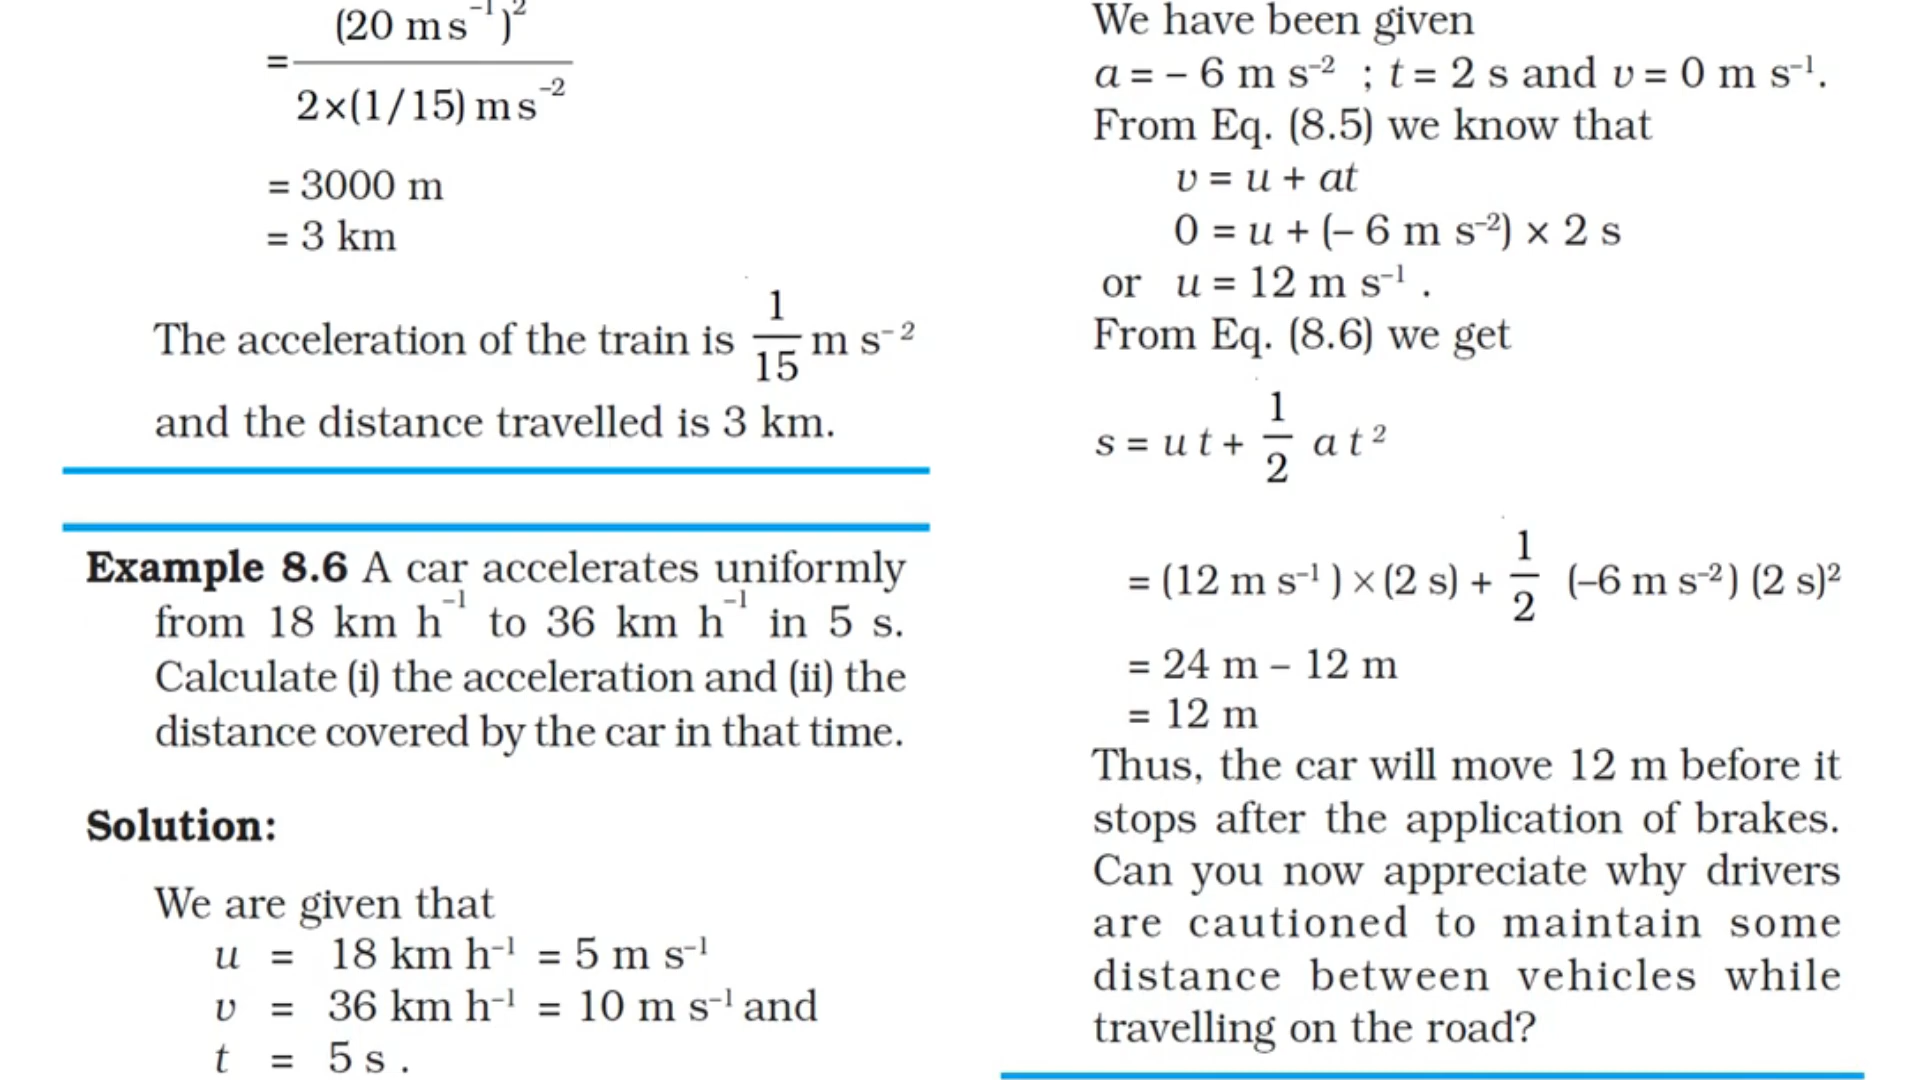 = (20 m s⁻¹)² / 2×(1/15) m s⁻²
= 3000 m
= 3 km
The acceleration of the train is 1/15 m s⁻²
and the distance travelled is 3 km.
Example 8.6 A car accelerates uniformly
from 18 km h⁻¹ to 36 km h⁻¹ in 5 s.
Calculate (i) the acceleration and (ii) the
distance covered by the car in that time.
Solution:
We are given that
u = 18 km h⁻¹ = 5 m s⁻¹
v = 36 km h⁻¹ = 10 m s⁻¹ and
t = 5 s .
We have been given
a = – 6 m s⁻² ; t = 2 s and v = 0 m s⁻¹.
From Eq. (8.5) we know that
v = u + at
0 = u + (– 6 m s⁻²) × 2 s
or u = 12 m s⁻¹ .
From Eq. (8.6) we get
s = u t + 1/2 a t²
= (12 m s⁻¹ ) × (2 s) + 1/2 (–6 m s⁻²) (2 s)²
= 24 m – 12 m
= 12 m
Thus, the car will move 12 m before it
stops after the application of brakes.
Can you now appreciate why drivers
are cautioned to maintain some
distance between vehicles while
travelling on the road?